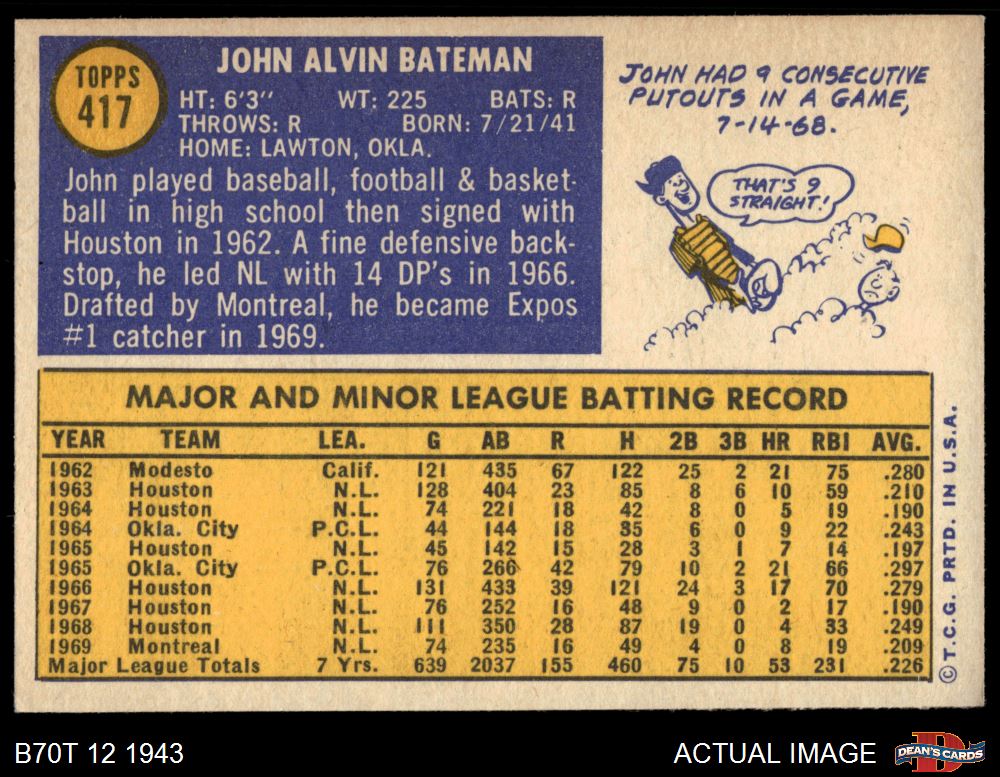 TOPPS
417
JOHN ALVIN BATEMAN
HT: 6'3" WT: 225 BATS: R
THROWS: R BORN: 7/21/41
HOME: LAWTON, OKLA.
John played baseball, football & basket-
ball in high school then signed with
Houston in 1962. A fine defensive back-
stop, he led NL with 14 DP's in 1966.
Drafted by Montreal, he became Expos
#1 catcher in 1969.
JOHN HAD 9 CONSECUTIVE
PUTOUTS IN A GAME,
7-14-68.
THAT'S 9
STRAIGHT!
MAJOR AND MINOR LEAGUE BATTING RECORD
YEAR TEAM LEA. G AB R H 2B 3B HR RBI AVG.
1962 Modesto Calif. 121 435 67 122 25 2 21 75 .280
1963 Houston N.L. 128 404 23 85 8 6 10 59 .210
1964 Houston N.L. 74 221 18 42 8 0 5 19 .190
1964 Okla. City P.C.L. 44 144 18 35 6 0 9 22 .243
1965 Houston N.L. 45 142 15 28 3 1 7 14 .197
1965 Okla. City P.C.L. 76 266 42 79 10 2 21 66 .297
1966 Houston N.L. 131 433 39 121 24 3 17 70 .279
1967 Houston N.L. 76 252 16 48 9 0 2 17 .190
1968 Houston N.L. 111 350 28 87 19 0 4 33 .249
1969 Montreal N.L. 74 235 16 49 4 0 8 19 .209
Major League Totals 7 Yrs. 639 2037 155 460 75 10 53 231 .226
© T.C.G. PRTD. IN U.S.A.
B70T 12 1943
ACTUAL IMAGE
DEAN'S CARDS